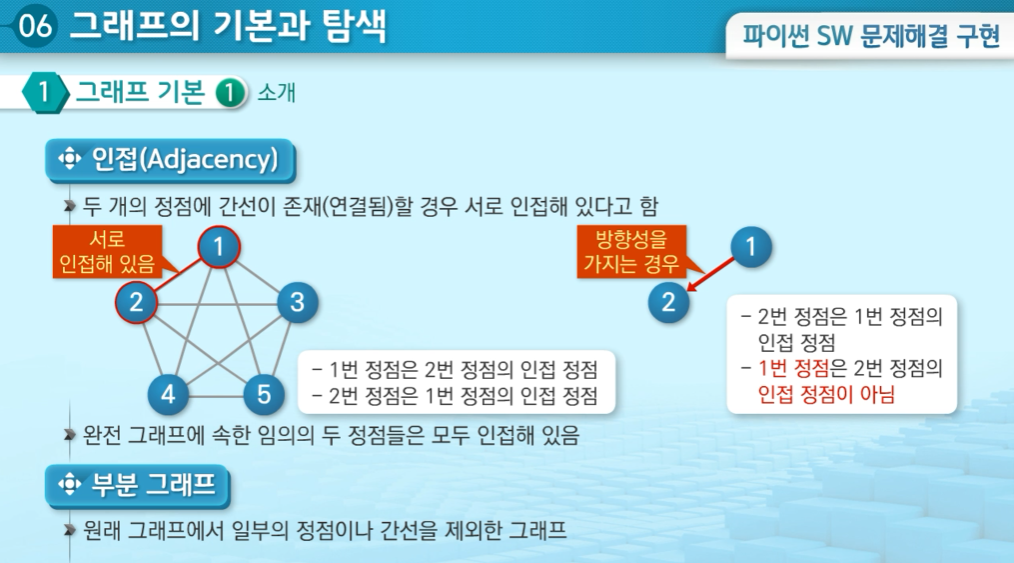 06 그래프의 기본과 탐색
파이썬 SW 문제해결 구현
1 그래프 기본 1 소개
인접(Adjacency)
두 개의 정점에 간선이 존재(연결됨)할 경우 서로 인접해 있다고 함
서로
인접해 있음
1
2
3
4
5
- 1번 정점은 2번 정점의 인접 정점
- 2번 정점은 1번 정점의 인접 정점
방향성을
가지는 경우
1
2
- 2번 정점은 1번 정점의
인접 정점
- 1번 정점은 2번 정점의
인접 정점이 아님
완전 그래프에 속한 임의의 두 정점들은 모두 인접해 있음
부분 그래프
원래 그래프에서 일부의 정점이나 간선을 제외한 그래프